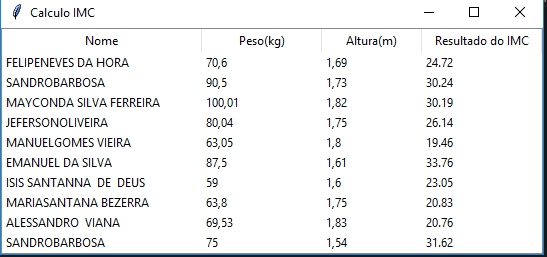 Calculo IMC
Nome Peso(kg) Altura(m) Resultado do IMC
FELIPENEVES DA HORA 70,6 1,69 24.72
SANDROBARBOSA 90,5 1,73 30.24
MAYCONDA SILVA FERREIRA 100,01 1,82 30.19
JEFERSONOLIVEIRA 80,04 1,75 26.14
MANUELGOMES VIEIRA 63,05 1,8 19.46
EMANUEL DA SILVA 87,5 1,61 33.76
ISIS SANTANNA  DE  DEUS 59 1,6 23.05
MARIASANTANA BEZERRA 63,8 1,75 20.83
ALESSANDRO  VIANA 69,53 1,83 20.76
SANDROBARBOSA 75 1,54 31.62